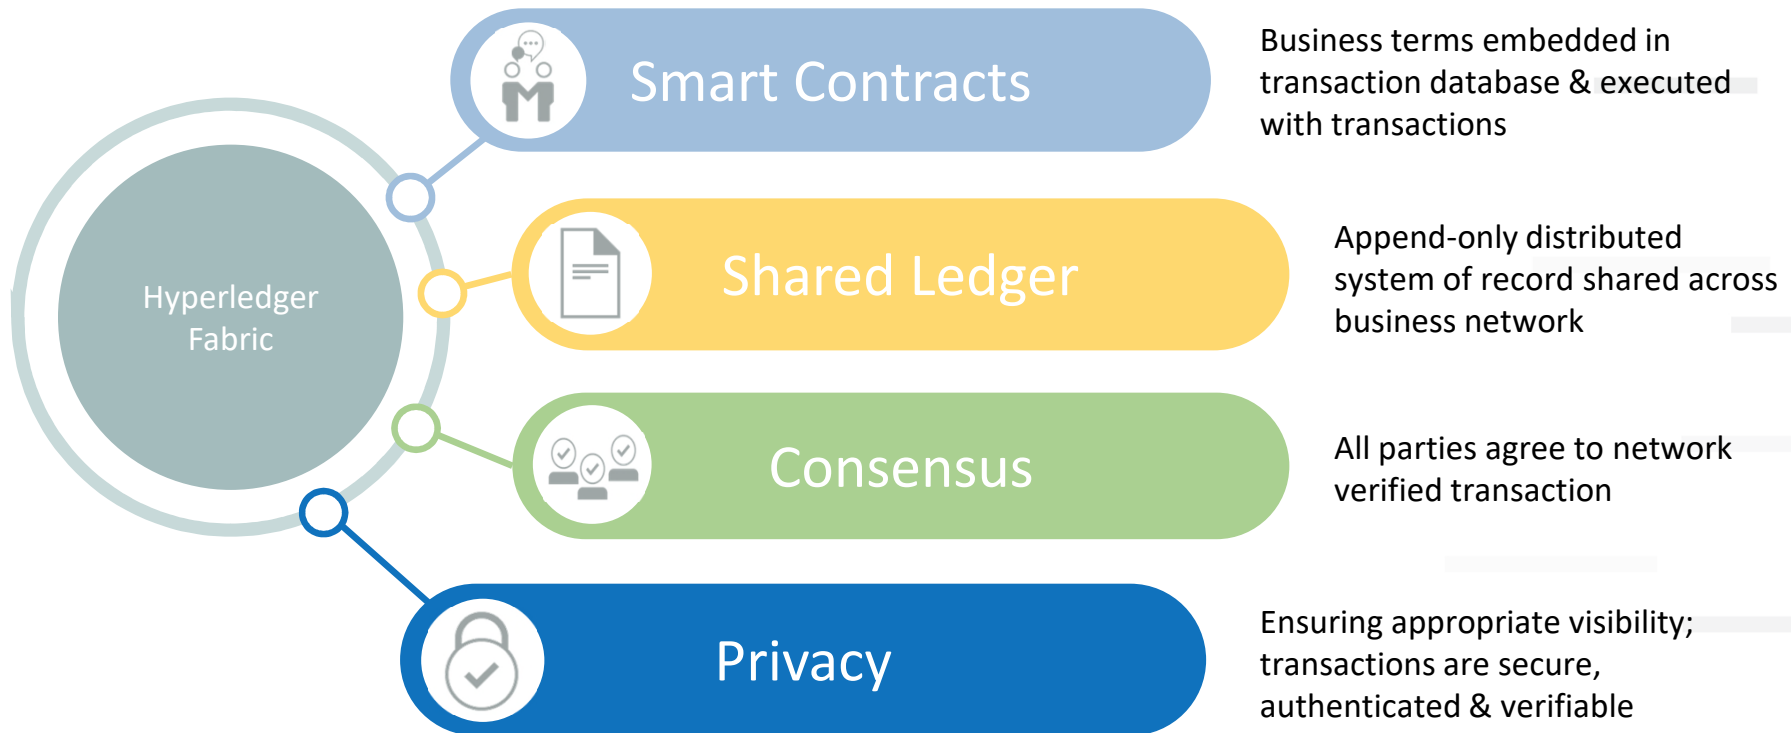 Hyperledger
Fabric
Smart Contracts
Business terms embedded in
transaction database & executed
with transactions
Shared Ledger
Append-only distributed
system of record shared across
business network
Consensus
All parties agree to network
verified transaction
Privacy
Ensuring appropriate visibility;
transactions are secure,
authenticated & verifiable